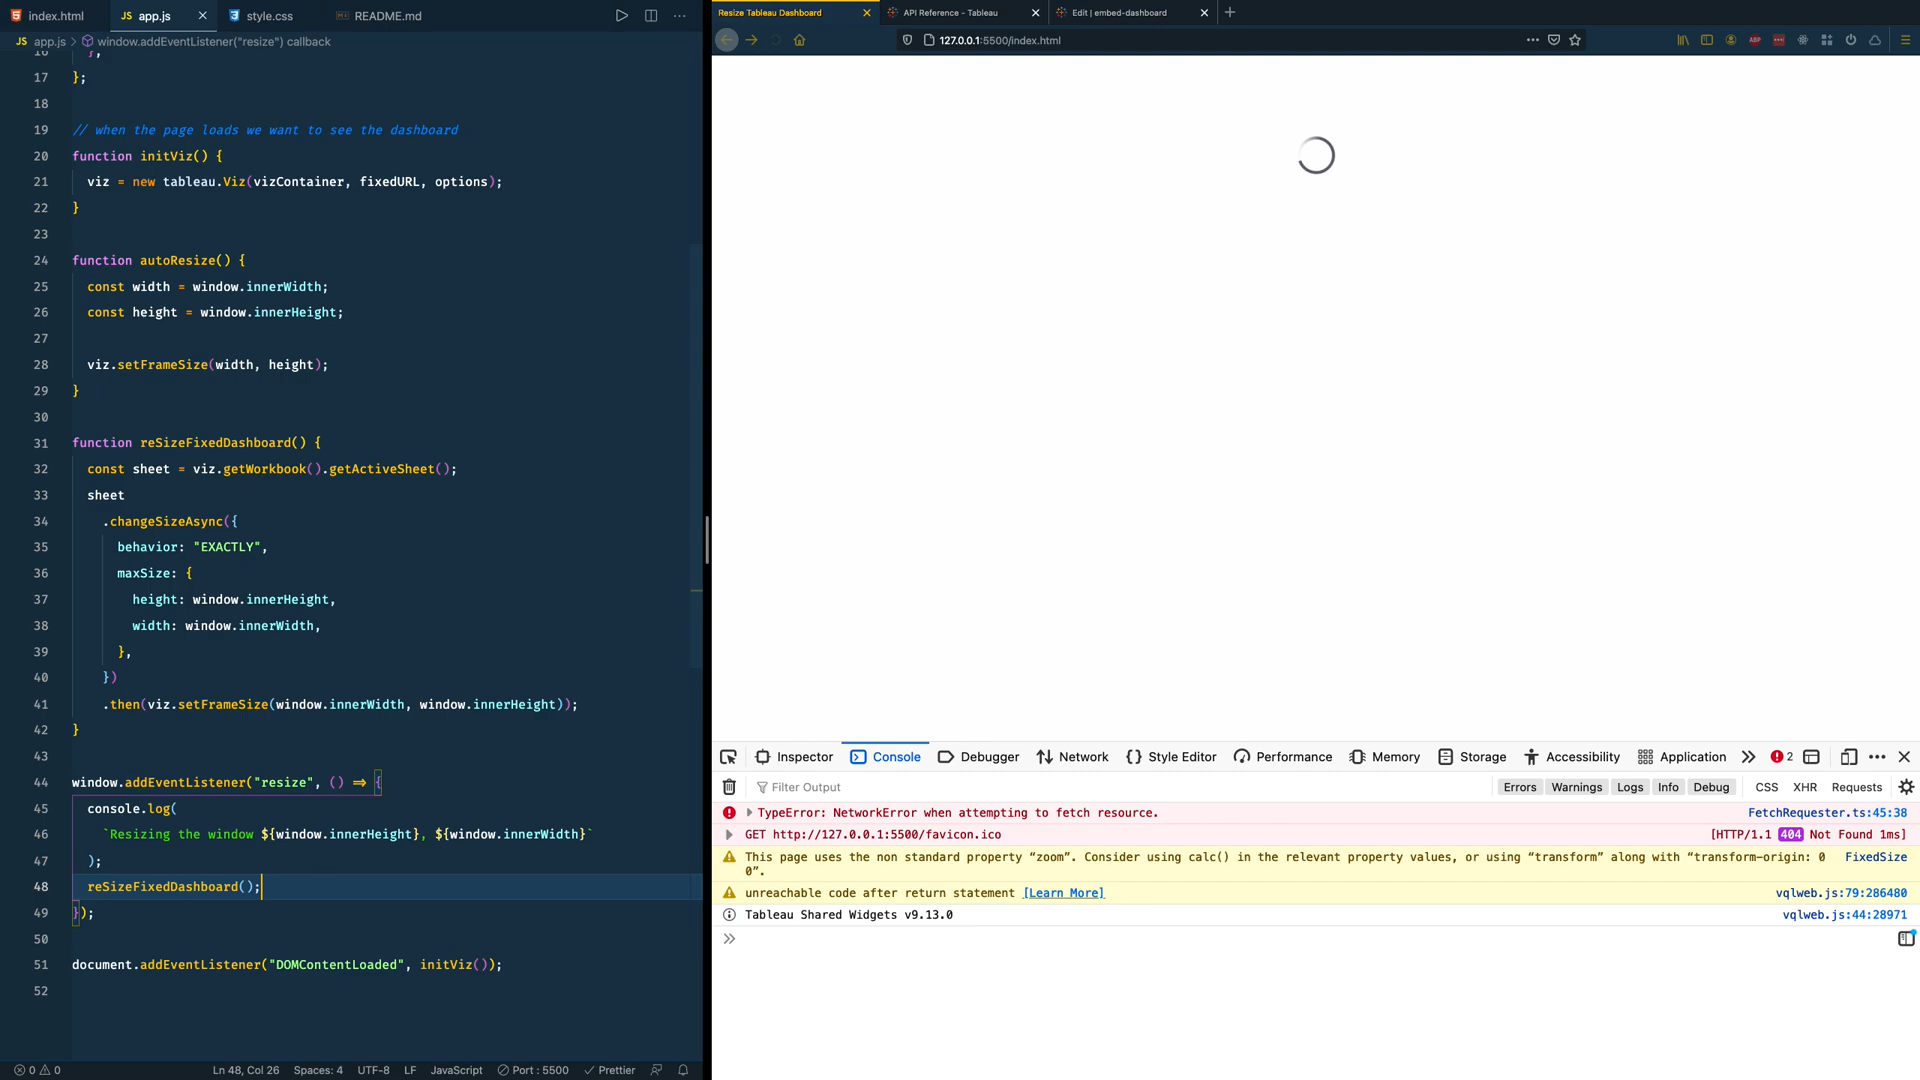 index.html
JS app.js
style.css
README.md
JS app.js > window.addEventListener("resize") callback
16 },
17 };
18
19 // when the page loads we want to see the dashboard
20 function initViz() {
21 viz = new tableau.Viz(vizContainer, fixedURL, options);
22 }
23
24 function autoResize() {
25 const width = window.innerWidth;
26 const height = window.innerHeight;
27
28 viz.setFrameSize(width, height);
29 }
30
31 function reSizeFixedDashboard() {
32 const sheet = viz.getWorkbook().getActiveSheet();
33 sheet
34 .changeSizeAsync({
35 behavior: "EXACTLY",
36 maxSize: {
37 height: window.innerHeight,
38 width: window.innerWidth,
39 },
40 })
41 .then(viz.setFrameSize(window.innerWidth, window.innerHeight));
42 }
43
44 window.addEventListener("resize", () => {
45 console.log(
46 `Resizing the window ${window.innerHeight}, ${window.innerWidth}`
47 );
48 reSizeFixedDashboard();
49 });
50
51 document.addEventListener("DOMContentLoaded", initViz());
52
0 0
Ln 48, Col 26
Spaces: 4
UTF-8
LF
JavaScript
Port : 5500
Prettier
Resize Tableau Dashboard
API Reference - Tableau
Edit | embed-dashboard
127.0.0.1:5500/index.html
ABP
Inspector
Console
Debugger
Network
Style Editor
Performance
Memory
Storage
Accessibility
Application
2
Filter Output
Errors
Warnings
Logs
Info
Debug
CSS
XHR
Requests
TypeError: NetworkError when attempting to fetch resource. FetchRequester.ts:45:38
GET http://127.0.0.1:5500/favicon.ico [HTTP/1.1 404 Not Found 1ms]
This page uses the non standard property “zoom”. Consider using calc() in the relevant property values, or using “transform” along with “transform-origin: 0 FixedSize
0”.
unreachable code after return statement [Learn More] vqlweb.js:79:286480
Tableau Shared Widgets v9.13.0 vqlweb.js:44:28971